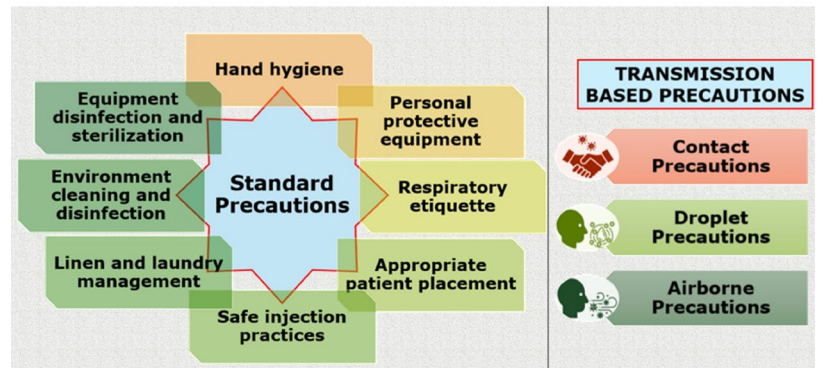 Hand hygiene
Personal
protective
equipment
Respiratory
etiquette
Appropriate
patient placement
Safe injection
practices
Linen and laundry
management
Environment
cleaning and
disinfection
Equipment
disinfection and
sterilization
Standard
Precautions
TRANSMISSION
BASED PRECAUTIONS
Contact
Precautions
Droplet
Precautions
Airborne
Precautions